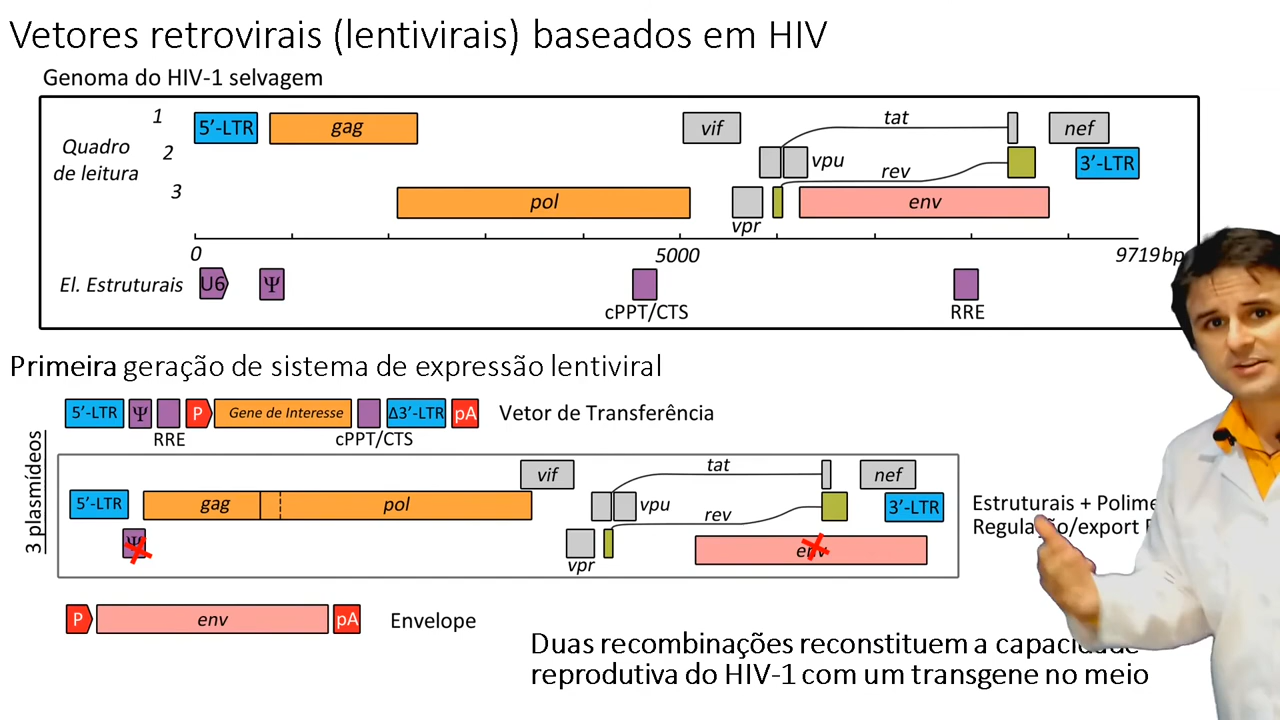 Vetores retrovirais (lentivirais) baseados em HIV
Genoma do HIV-1 selvagem
Quadro
de leitura
1
2
3
5’-LTR
gag
vif
tat
nef
vpu
rev
3’-LTR
pol
vpr
env
0
5000
9719bp
El. Estruturais
U6
Ψ
cPPT/CTS
RRE
Primeira geração de sistema de expressão lentiviral
3 plasmídeos
5’-LTR
Ψ
P
Gene de Interesse
Δ3’-LTR
pA
Vetor de Transferência
RRE
cPPT/CTS
vif
tat
nef
5’-LTR
gag
pol
vpu
rev
3’-LTR
Ψ
vpr
env
Estruturais +
P
env
pA
Envelope
Duas recombinações reconstituem a capacidade
reprodutiva do HIV-1 com um transgene no meio